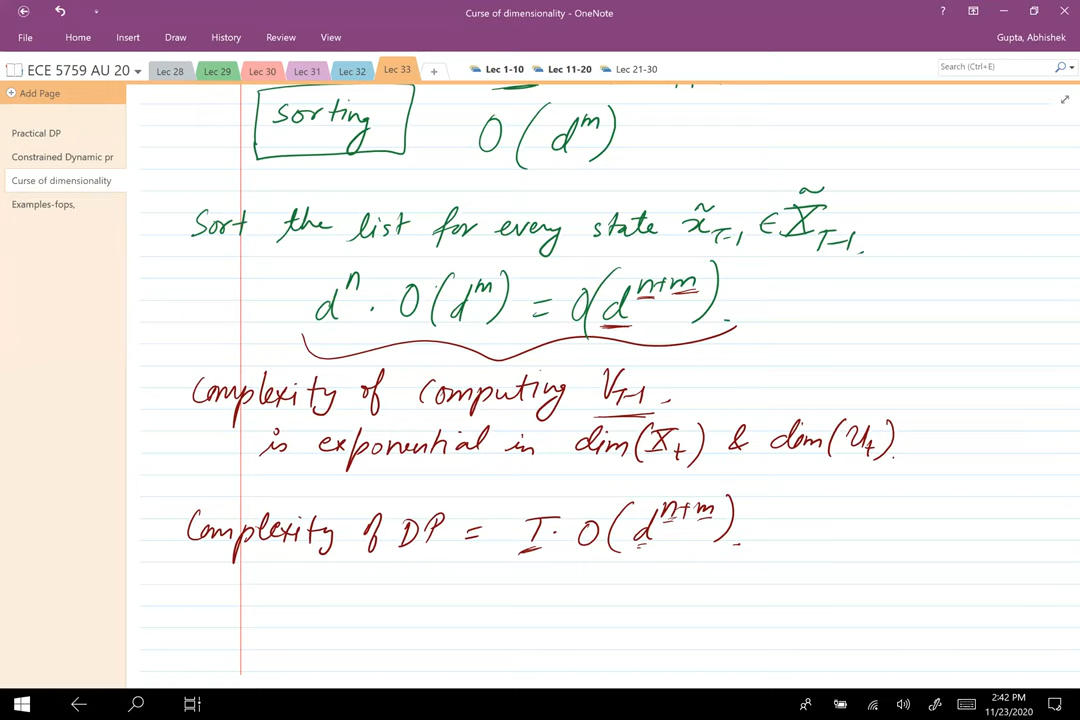 Curse of dimensionality - OneNote
Gupta, Abhishek
File Home Insert Draw History Review View
ECE 5759 AU 20
Lec 28 Lec 29 Lec 30 Lec 31 Lec 32 Lec 33 + Lec 1-10 Lec 11-20 Lec 21-30
Search (Ctrl+E)
Add Page
Practical DP
Constrained Dynamic pr
Curse of dimensionality
Examples-fops,
Sorting O(d^m)
Sort the list for every state x̃_{T-1} ∈ X̃_{T-1}.
d^n · O(d^m) = O(d^{n+m}).
Complexity of computing V_{T-1}.
is exponential in dim(X_t) & dim(U_t).
Complexity of DP = T · O(d^{n+m}).
2:42 PM
11/23/2020